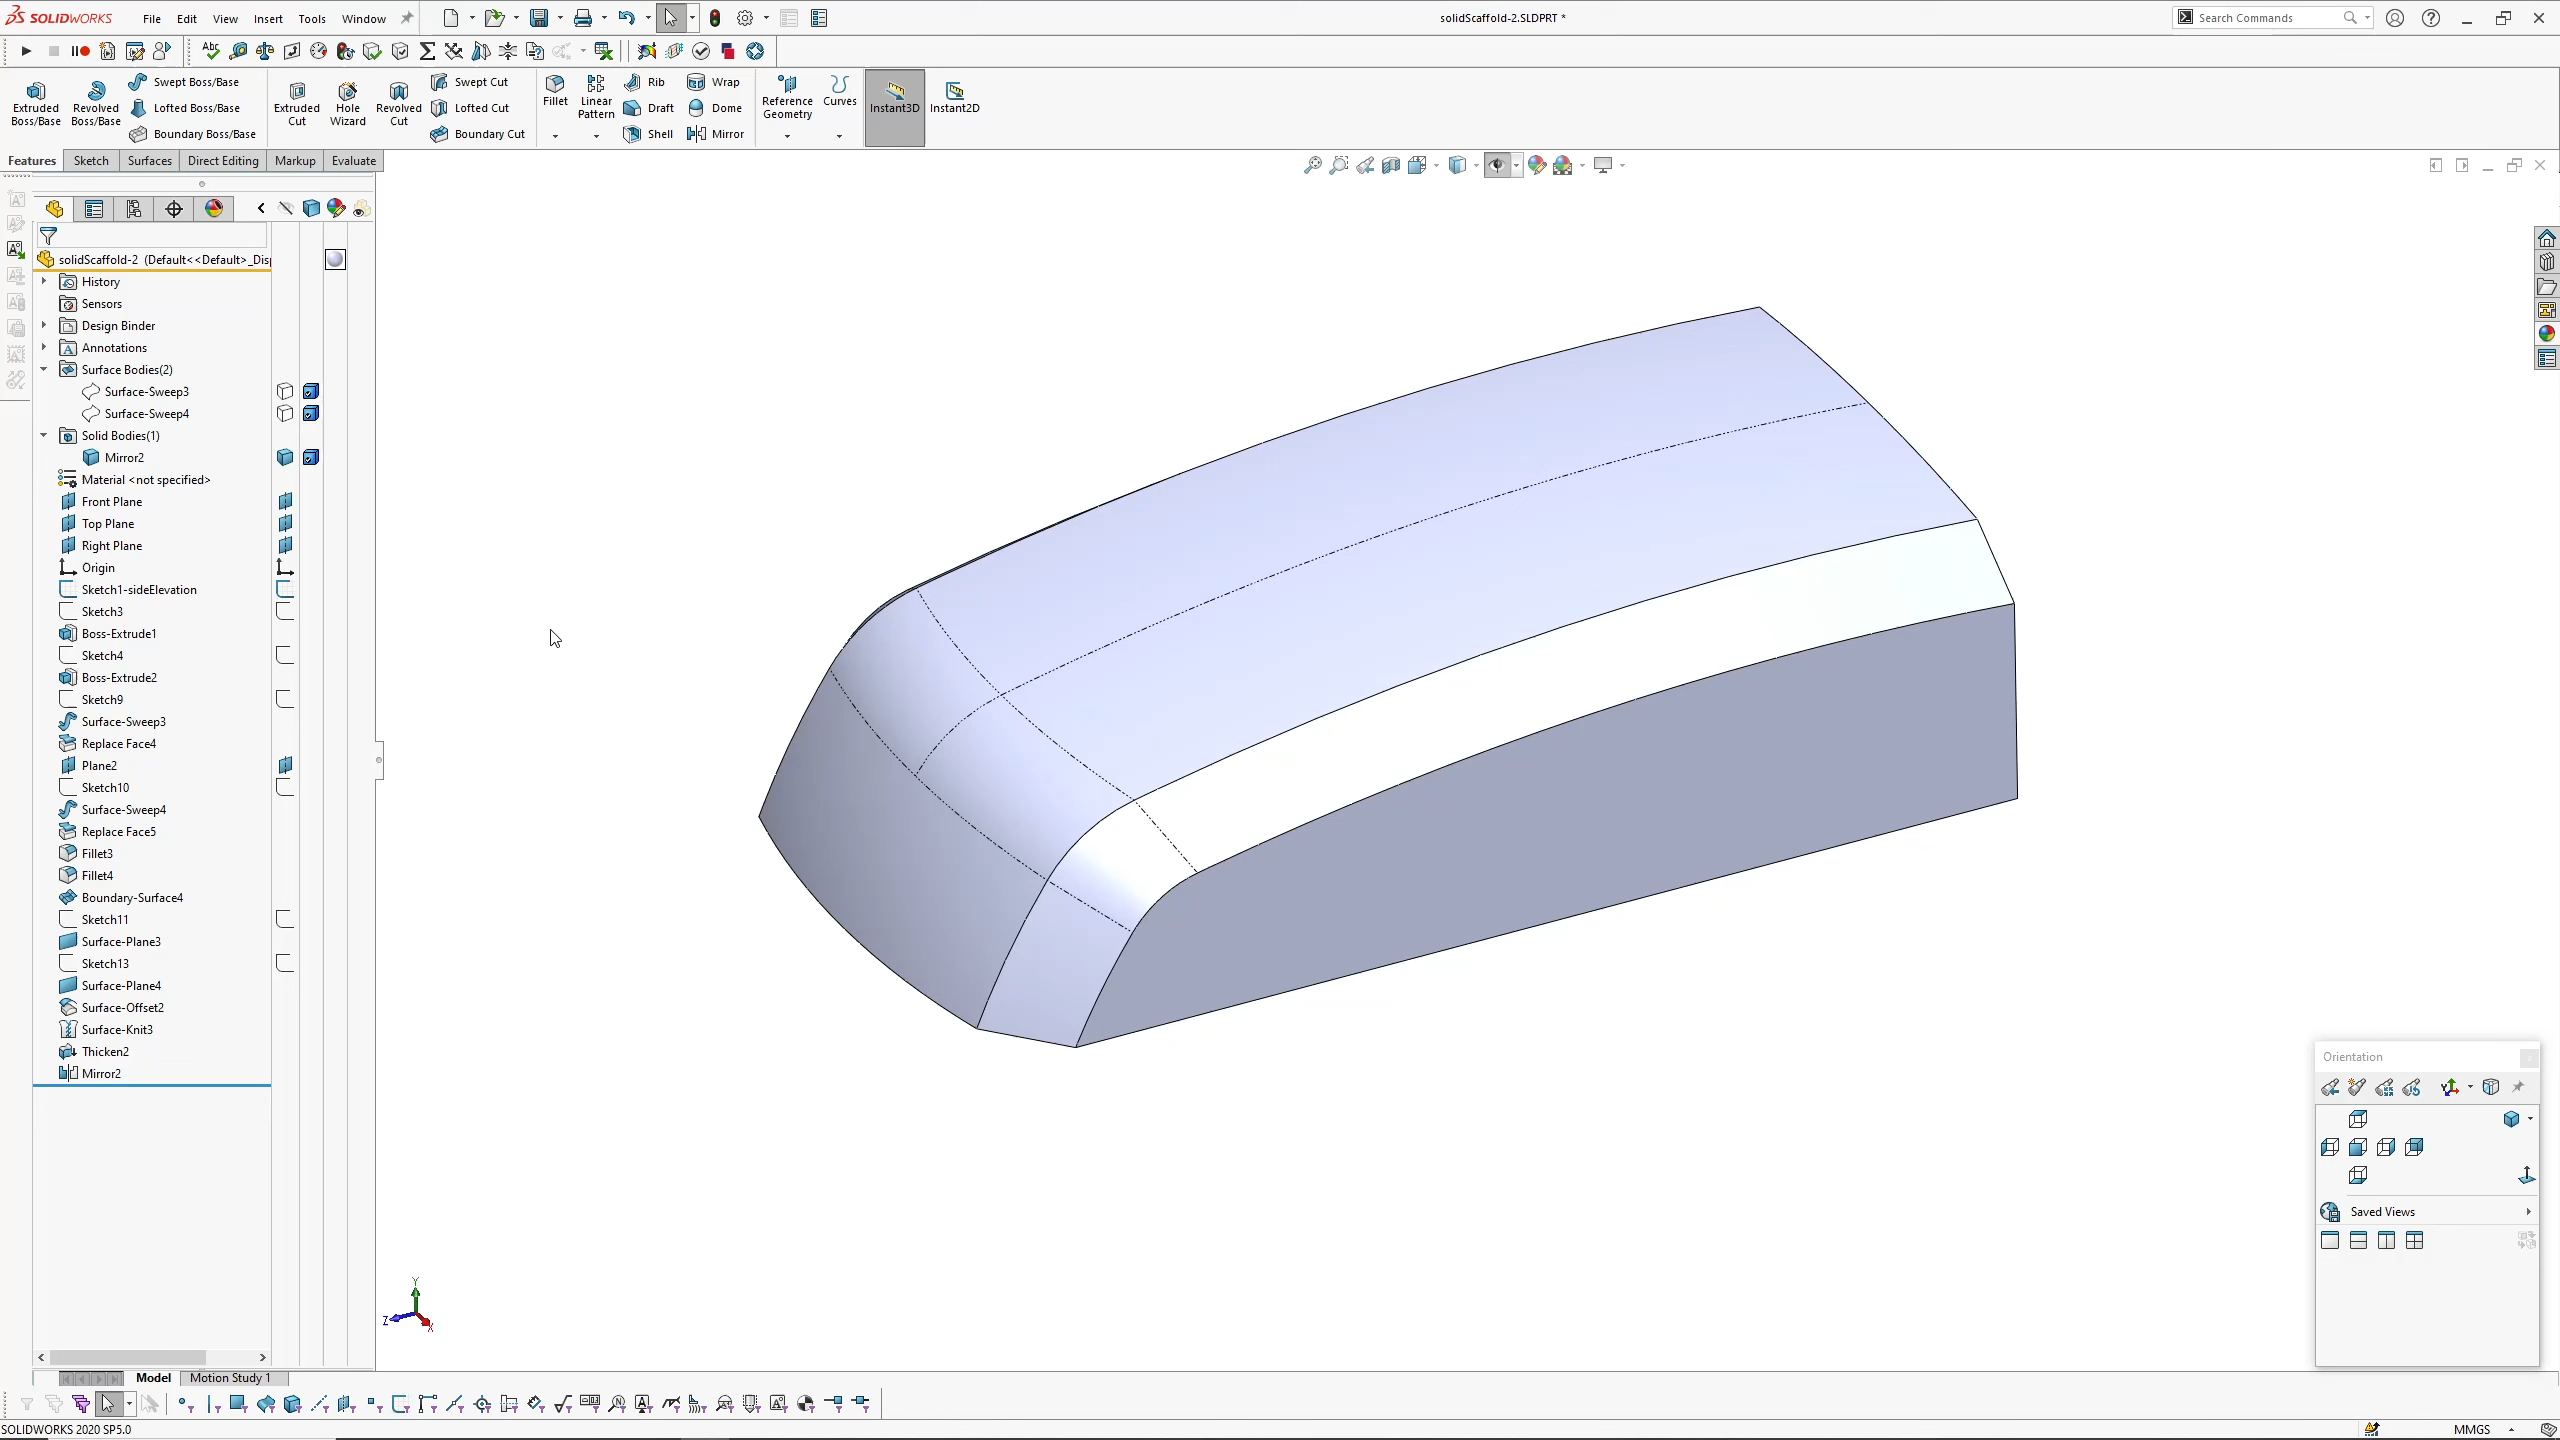 SOLIDWORKS
File Edit View Insert Tools Window
solidScaffold-2.SLDPRT *
Search Commands
Extruded Boss/Base
Revolved Boss/Base
Swept Boss/Base
Lofted Boss/Base
Boundary Boss/Base
Extruded Cut
Hole Wizard
Revolved Cut
Swept Cut
Lofted Cut
Boundary Cut
Fillet
Linear Pattern
Rib
Draft
Shell
Wrap
Dome
Mirror
Reference Geometry
Curves
Instant3D
Instant2D
Features Sketch Surfaces Direct Editing Markup Evaluate
solidScaffold-2 (Default<<Default>_Dis
History
Sensors
Design Binder
Annotations
Surface Bodies(2)
Surface-Sweep3
Surface-Sweep4
Solid Bodies(1)
Mirror2
Material <not specified>
Front Plane
Top Plane
Right Plane
Origin
Sketch1-sideElevation
Sketch3
Boss-Extrude1
Sketch4
Boss-Extrude2
Sketch9
Surface-Sweep3
Replace Face4
Plane2
Sketch10
Surface-Sweep4
Replace Face5
Fillet3
Fillet4
Boundary-Surface4
Sketch11
Surface-Plane3
Sketch13
Surface-Plane4
Surface-Offset2
Surface-Knit3
Thicken2
Mirror2
Orientation
Saved Views
Y
Z
X
Model Motion Study 1
SOLIDWORKS 2020 SP5.0
MMGS